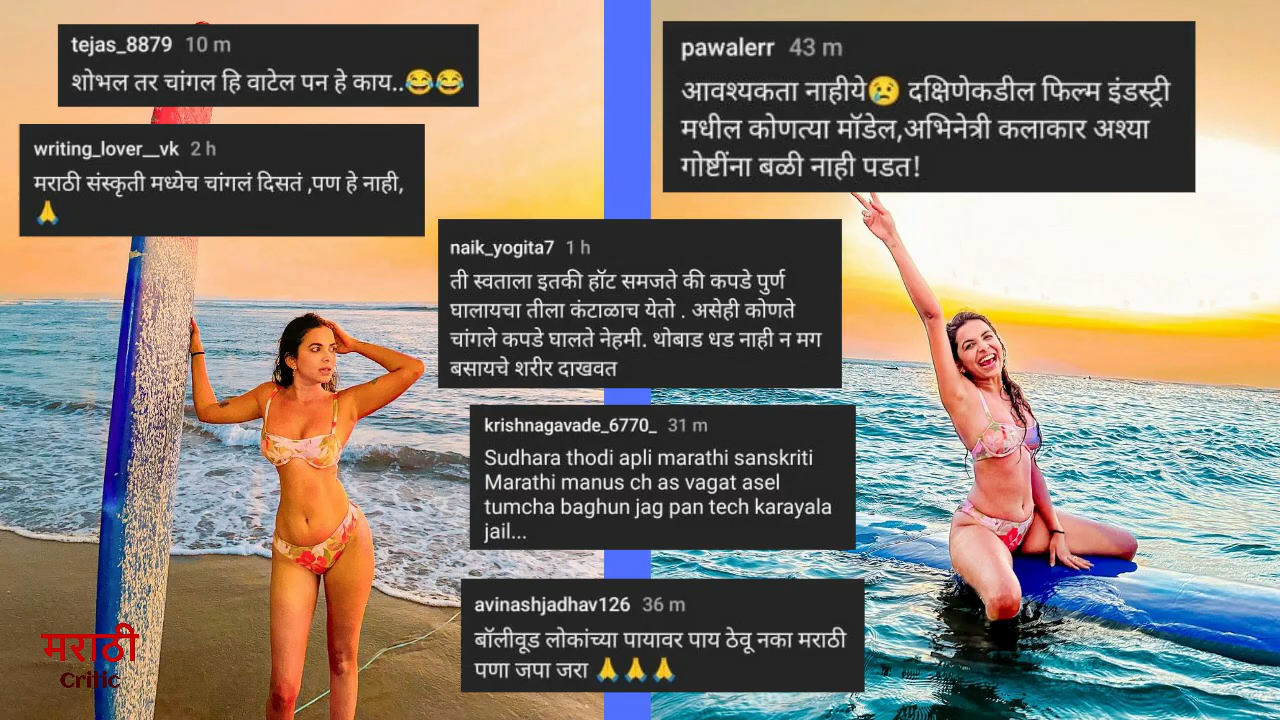 tejas_8879 10 m
शोभल तर चांगल हि वाटेल पन हे काय..😂😂
writing_lover__vk 2 h
मराठी संस्कृती मध्येच चांगलं दिसतं ,पण हे नाही,
🙏
pawalerr 43 m
आवश्यकता नाहीये😢 दक्षिणेकडील फिल्म इंडस्ट्री
मधील कोणत्या मॉडेल,अभिनेत्री कलाकार अश्या
गोष्टींना बळी नाही पडत!
naik_yogita7 1 h
ती स्वताला इतकी हॉट समजते की कपडे पुर्ण
घालायचा तीला कंटाळाच येतो . असेही कोणते
चांगले कपडे घालते नेहमी. थोबाड धड नाही न मग
बसायचे शरीर दाखवत
krishnagavade_6770_ 31 m
Sudhara thodi apli marathi sanskriti
Marathi manus ch as vagat asel
tumcha baghun jag pan tech karayala
jail...
avinashjadhav126 36 m
बॉलीवूड लोकांच्या पायावर पाय ठेवू नका मराठी
पणा जपा जरा 🙏🙏🙏
मराठी
Critic